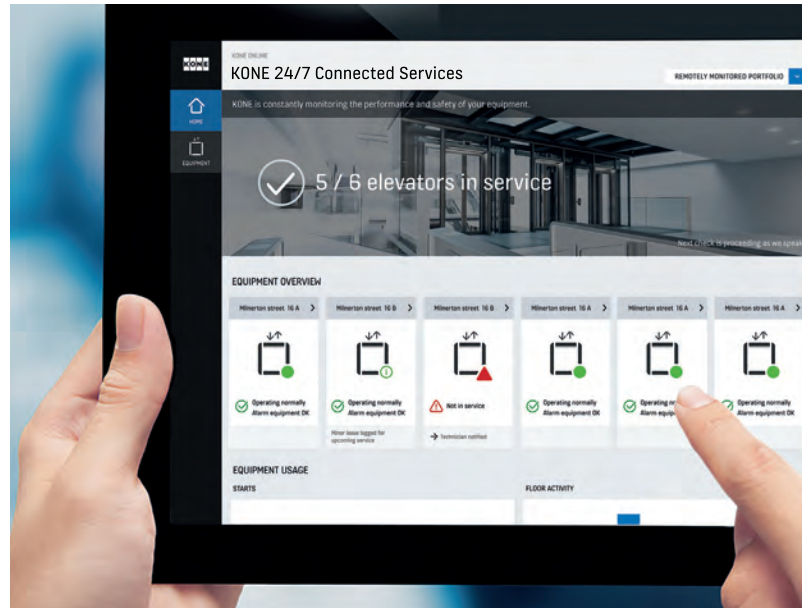 KONE
KONE ONLINE
KONE 24/7 Connected Services
REMOTELY MONITORED PORTFOLIO
HOME
KONE is constantly monitoring the performance and safety of your equipment.
EQUIPMENT
5 / 6 elevators in service
Next check is proceeding as we speak
EQUIPMENT OVERVIEW
Milnerton street 16 A
Milnerton street 16 B
Milnerton street 16 B
Milnerton street 16 A
Milnerton street 16 A
Milnerton street 16 A
Operating normally
Alarm equipment OK
Minor issue logged for
upcoming service
Operating normally
Alarm equipment OK
Not in service
Technician notified
Operating normally
Alarm equipment OK
Operating normally
Alarm
Operating normally
Alarm equipment OK
EQUIPMENT USAGE
STARTS
FLOOR ACTIVITY